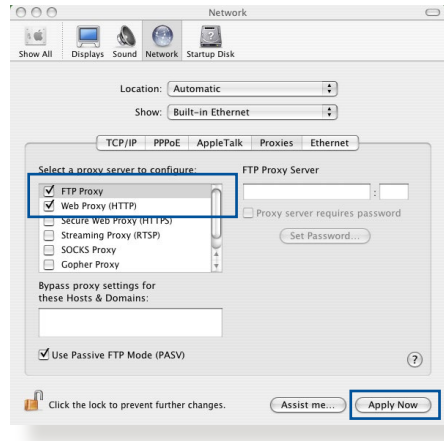 Network
Show All Displays Sound Network Startup Disk
Location: Automatic
Show: Built-in Ethernet
TCP/IP PPPoE AppleTalk Proxies Ethernet
Select a proxy server to configure: FTP Proxy Server
FTP Proxy :
Web Proxy (HTTP) Proxy server requires password
Secure Web Proxy (HTTPS)
Streaming Proxy (RTSP) Set Password...
SOCKS Proxy
Gopher Proxy
Bypass proxy settings for
these Hosts & Domains:
Use Passive FTP Mode (PASV) ?
Click the lock to prevent further changes. Assist me... Apply Now